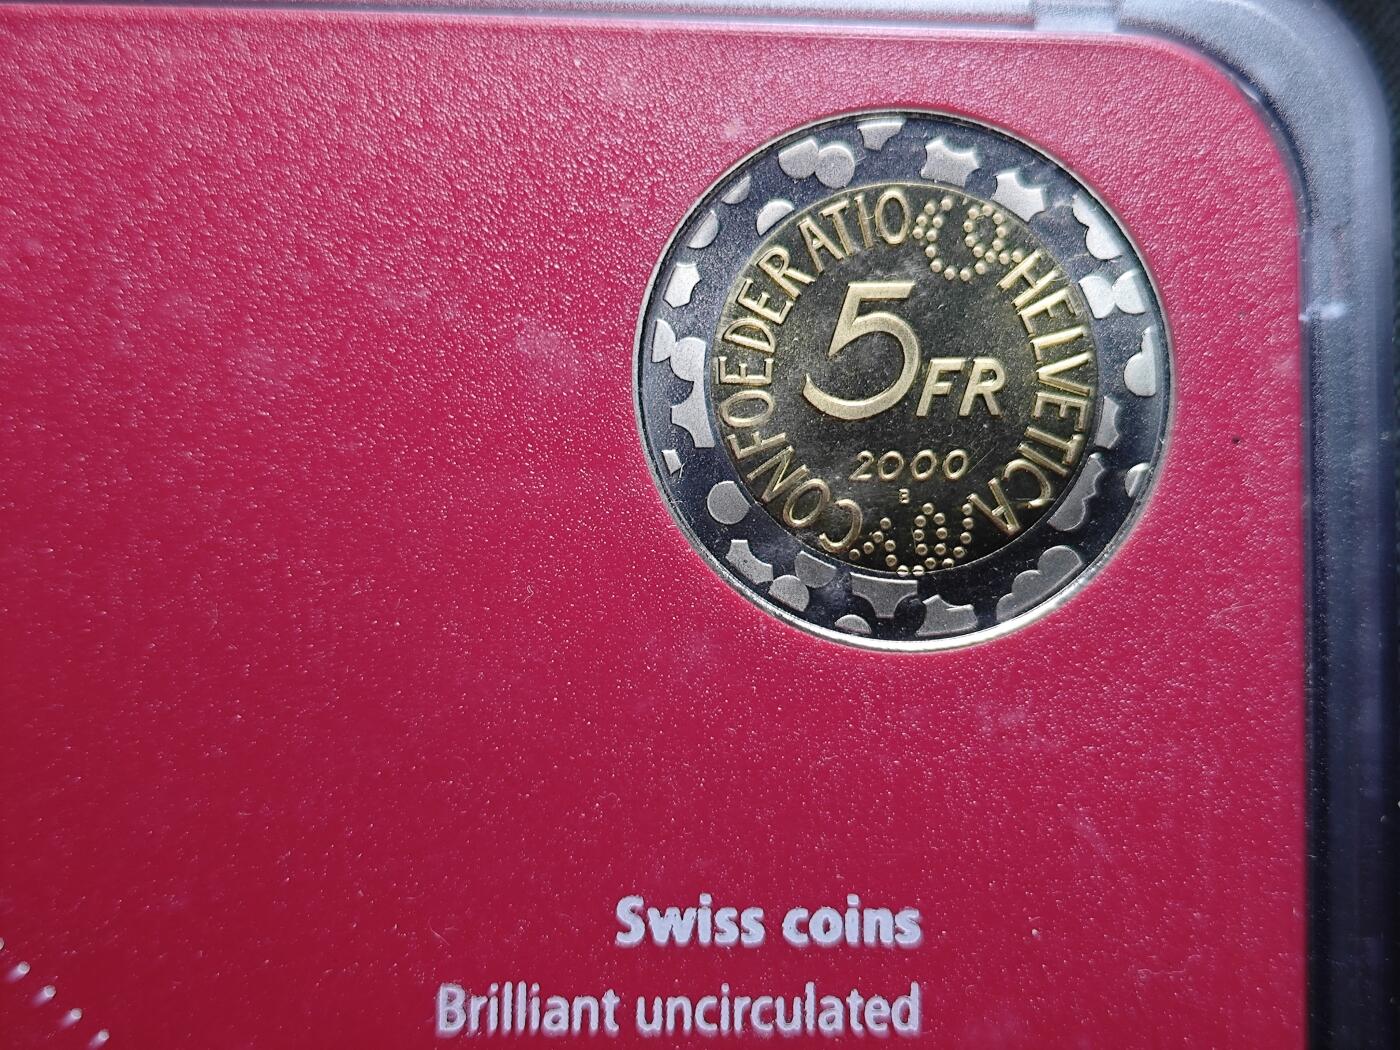 CONFOEDERATIO HELVETICA
5 FR
2000
B
Swiss coins
Brilliant uncirculated